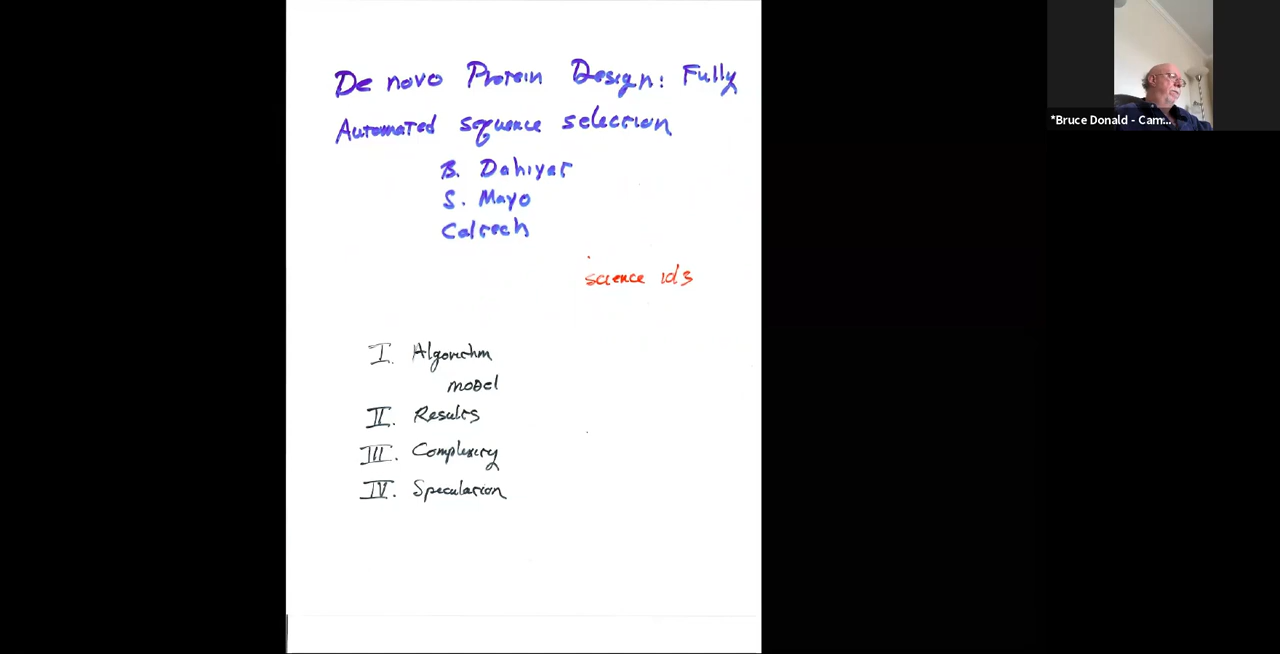 De novo Protein Design: Fully
Automated sequence selection
B. Dahiyat
S. Mayo
Caltech
science
I. Algorithm
model
II. Results
III. Complexity
IV. Speculation
*Bruce Donald - Cam...